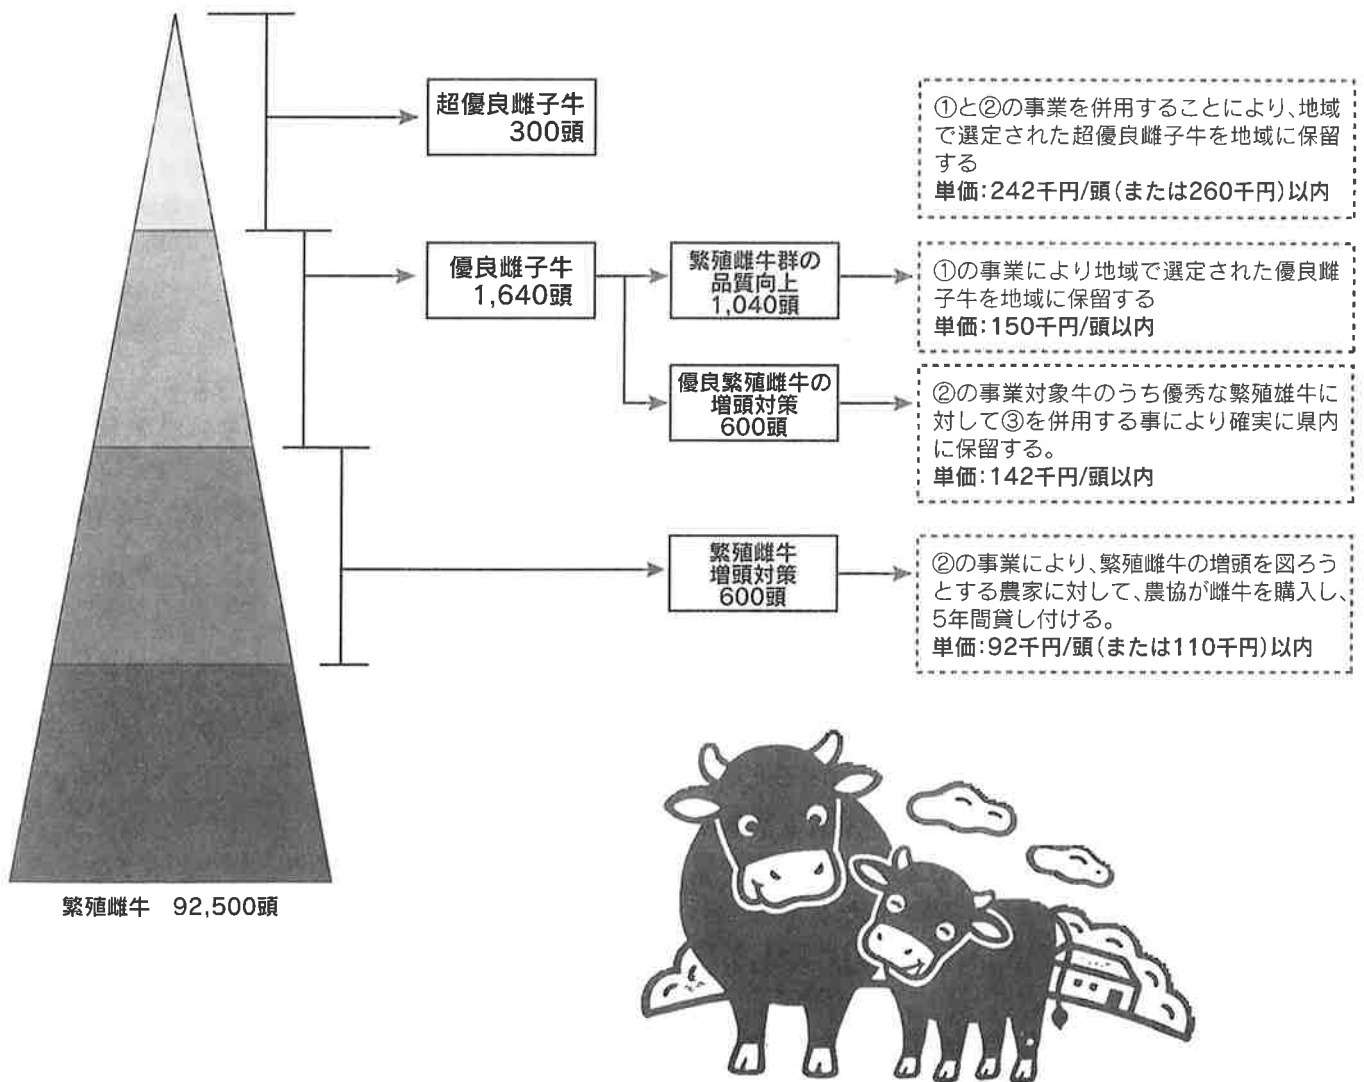 超優良雌子牛
300頭
①と②の事業を併用することにより、地域
で選定された超優良雌子牛を地域に保留
する
単価:242千円/頭(または260千円)以内
優良雌子牛
1,640頭
繁殖雌牛群の
品質向上
1,040頭
①の事業により地域で選定された優良雌
子牛を地域に保留する
単価:150千円/頭以内
優良繁殖雌牛の
増頭対策
600頭
②の事業対象牛のうち優秀な繁殖雄牛に
対して③を併用する事により確実に県内
に保留する。
単価:142千円/頭以内
繁殖雌牛
増頭対策
600頭
②の事業により、繁殖雌牛の増頭を図ろう
とする農家に対して、農協が雌牛を購入し、
5年間貸し付ける。
単価:92千円/頭(または110千円)以内
繁殖雌牛 92,500頭